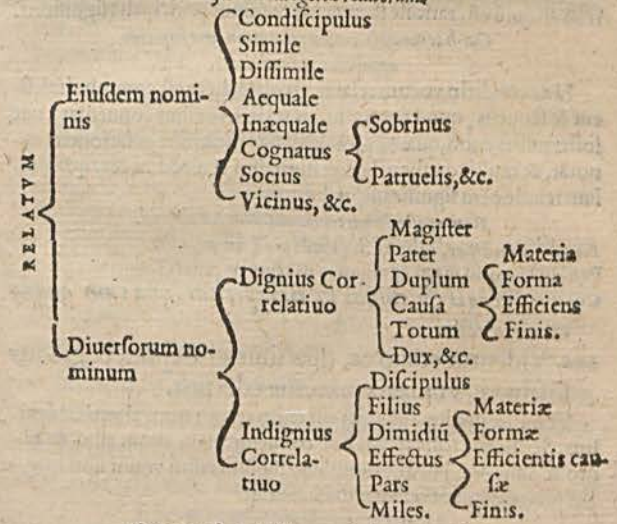 Condiſcipulus
Simile
Diſſimile
Aequale
Eiuſdem nomi-
nis
Inæquale
Cognatus
Sobrinus
Patruelis,&c.
Socius
Vicinus, &c.
RELATVM
Diuerſorum no-
minum
Dignius Cor-
relatiuo
Magiſter
Pater
Duplum
Cauſa
Materia
Forma
Efficiens
Finis.
Totum
Dux,&c.
Indignius
Correla-
tiuo
Diſcipulus
Filius
Dimidiũ
Effectus
Materiæ
Formæ
Efficientis cau-
ſæ
Finis.
Pars
Miles.